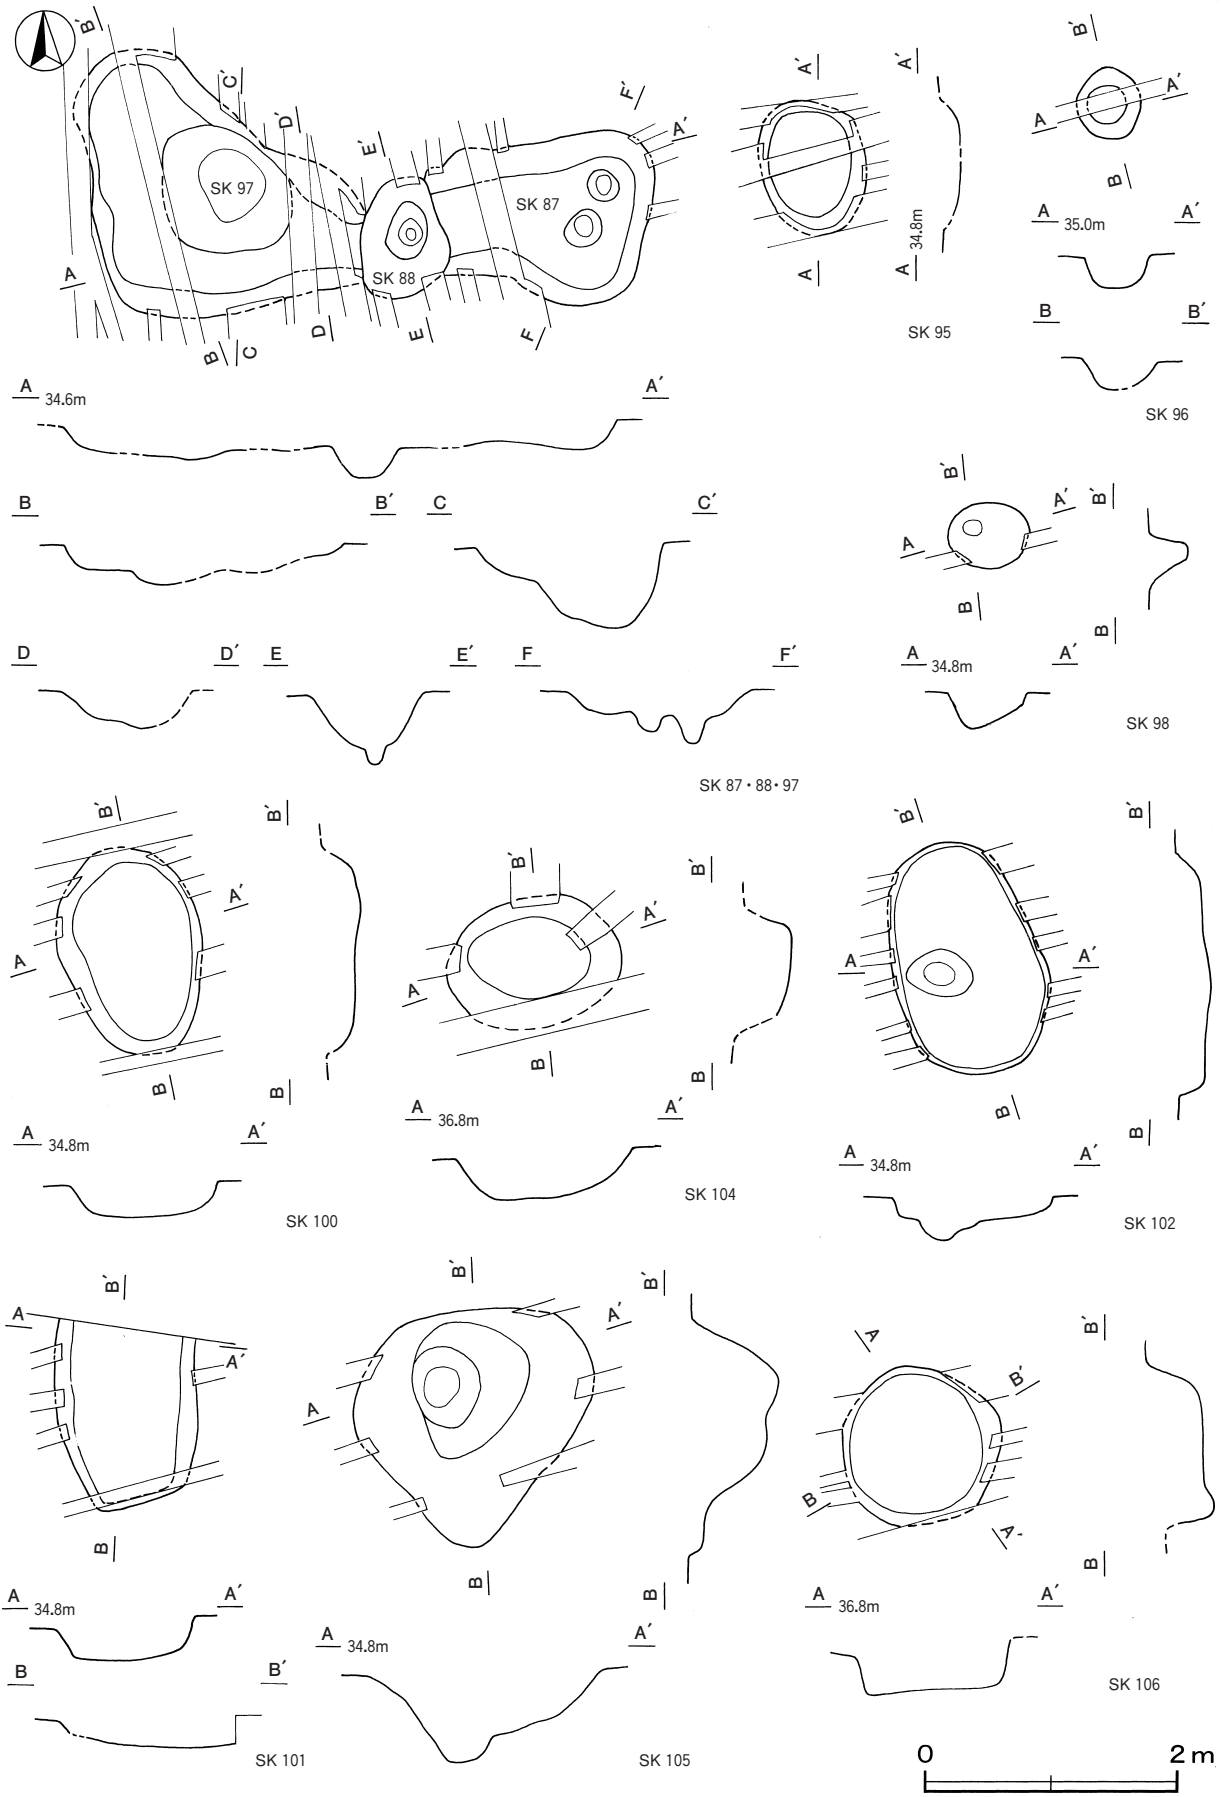 B′
C′
D′
E′
F′
A′
SK 97
SK 87
SK 88
A
B
C
D
E
F
A 34.6m A′
B B′ C C′
D D′ E E′ F F′
SK 87・88・97
A′
A
A′
A 34.8m
SK 95
B′
A A′
B
A 35.0m A′
B B′
SK 96
B′
A A′
B
B′
B
A 34.8m A′
SK 98
B′
A′
A
B
B′
B
A 34.8m A′
SK 100
B′
A′
A
B
B′
B
A 36.8m A′
SK 104
B′
A A′
B
B′
B
A 34.8m A′
SK 102
B′
A
A′
B
A 34.8m A′
B B′
SK 101
B′
A′
A
B
B′
B
A 34.8m A′
SK 105
A
B′
B
A′
B′
B
A 36.8m A′
SK 106
0 2 m